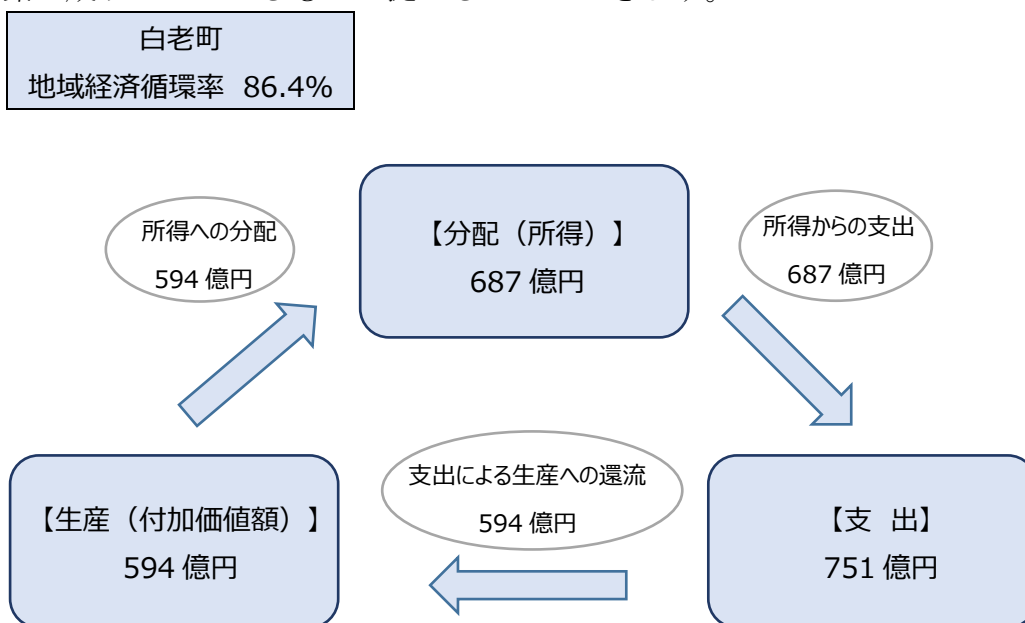 白老町
地域経済循環率 86.4%
所得への分配
594 億円
【分配（所得）】
687 億円
所得からの支出
687 億円
支出による生産への還流
594 億円
【生産（付加価値額）】
594 億円
【支 出】
751 億円